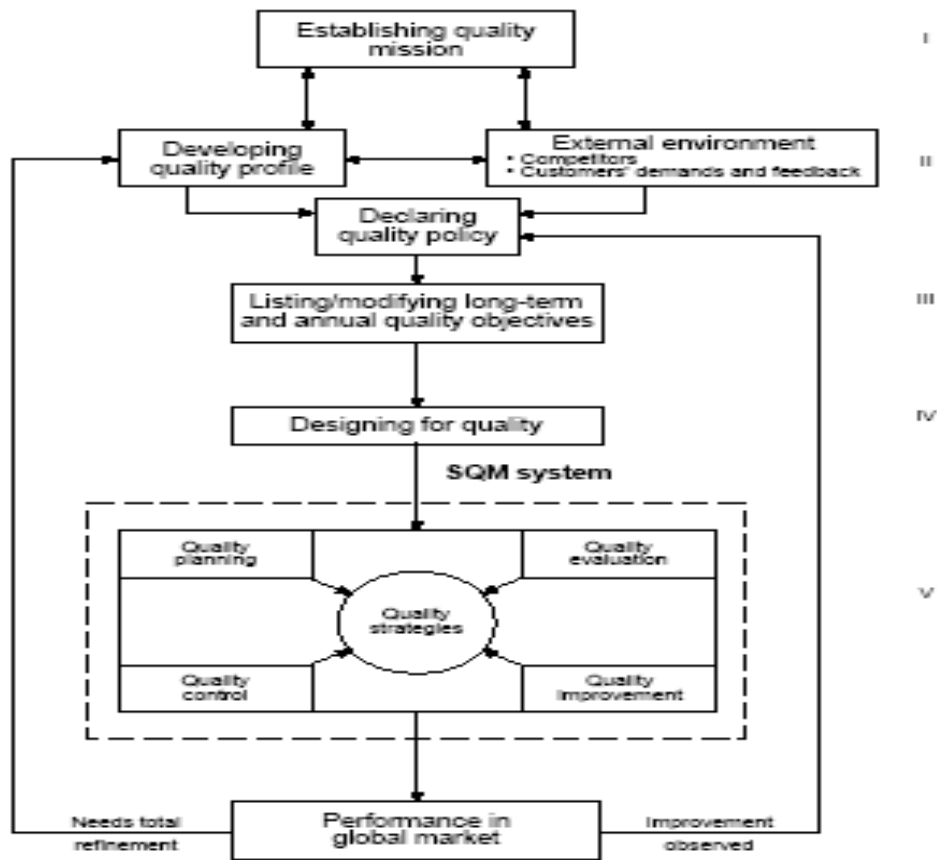 Establishing quality
mission
I
Developing
quality profile
External environment
• Competitors
• Customers' demands and feedback
II
Declaring
quality policy
Listing/modifying long-term
and annual quality objectives
III
Designing for quality
IV
SQM system
Quality
planning
Quality
evaluation
Quality
strategies
V
Quality
control
Quality
improvement
Needs total
refinement
Performance in
global market
Improvement
observed